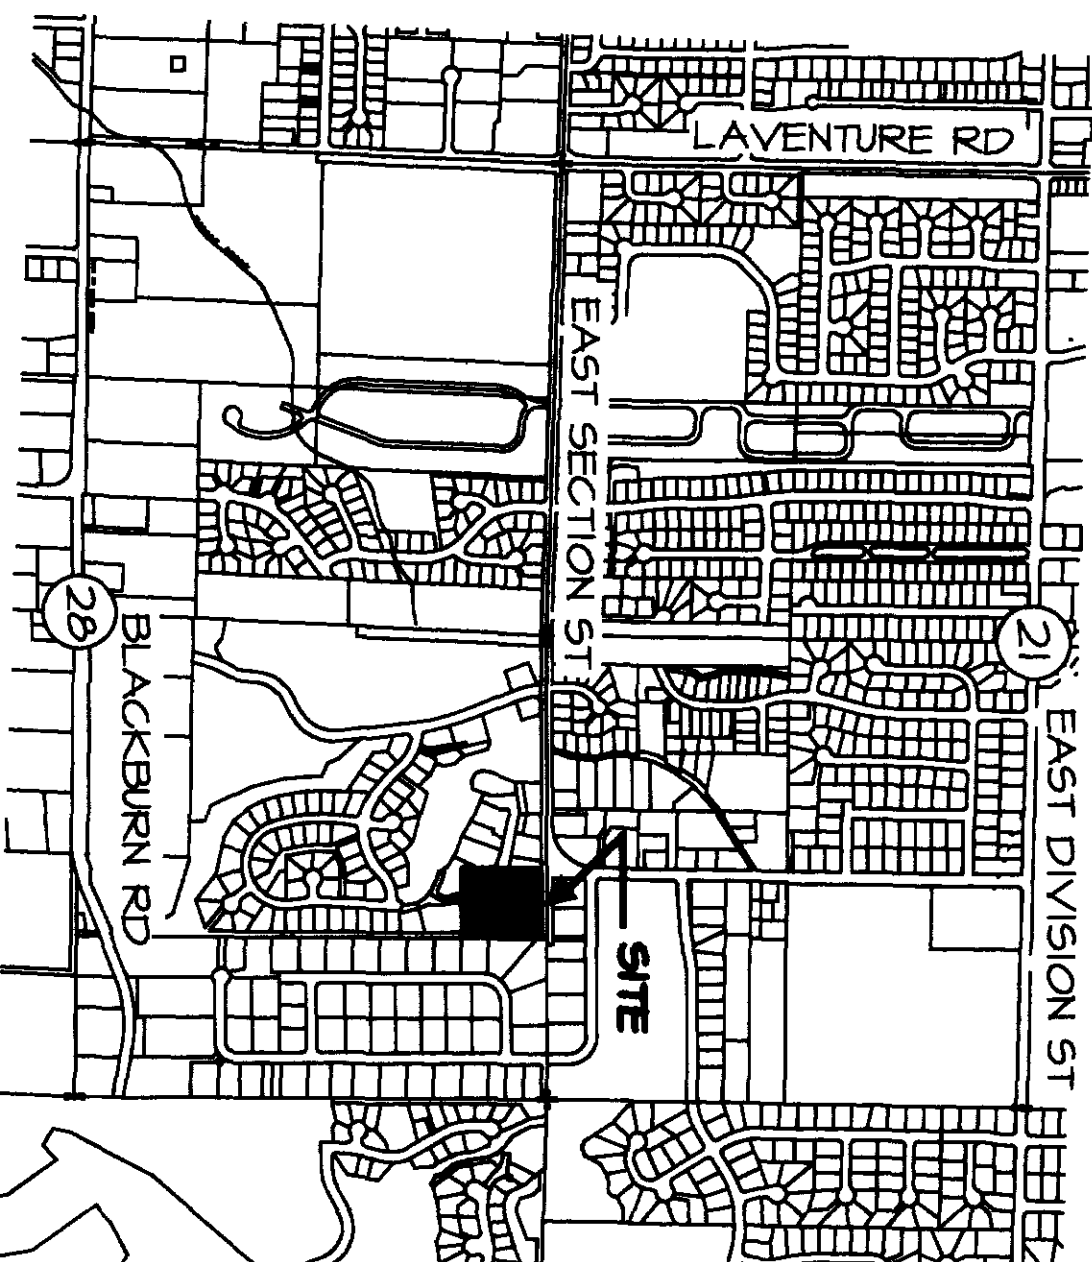 LAVENTURE RD
EAST SECTION ST
EAST DIVISION ST
21
28
BLACKBURN RD
SITE